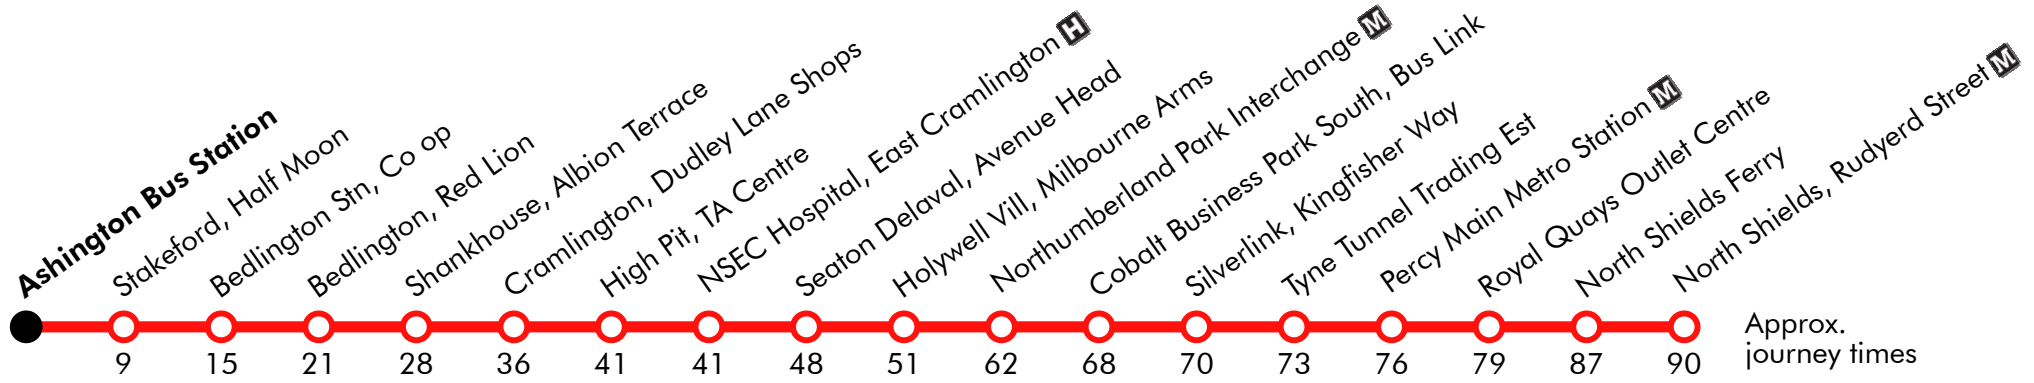 Ashington Bus Station
Stakeford, Half Moon
Bedlington Stn, Co op
Bedlington, Red Lion
Shankhouse, Albion Terrace
Cramlington, Dudley Lane Shops
High Pit, TA Centre
NSEC Hospital, East Cramlington H
Seaton Delaval, Avenue Head
Holywell Vill, Milbourne Arms
Northumberland Park Interchange M
Cobalt Business Park South, Bus Link
Silverlink, Kingfisher Way
Tyne Tunnel Trading Est
Percy Main Metro Station M
Royal Quays Outlet Centre
North Shields Ferry
North Shields, Rudyerd Street M
9 15 21 28 36 41 41 48 51 62 68 70 73 76 79 87 90
Approx.
journey times